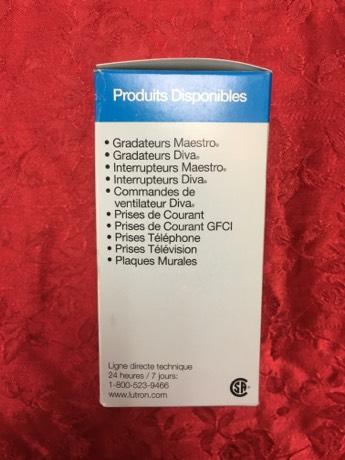 Produits Disponibles
• Gradateurs Maestro®
• Gradateurs Diva®
• Interrupteurs Maestro®
• Interrupteurs Diva®
• Commandes de
ventilateur Diva®
• Prises de Courant
• Prises de Courant GFCI
• Prises Téléphone
• Prises Télévision
• Plaques Murales
Ligne directe technique
24 heures / 7 jours:
1-800-523-9466
www.lutron.com
CSA®